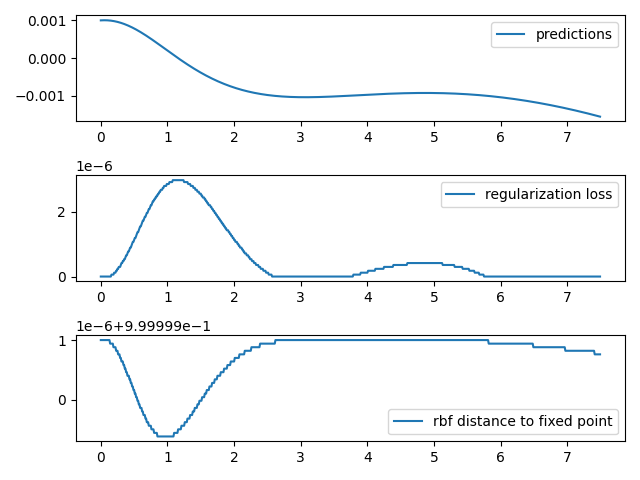 0.001
0.000
−0.001
predictions
0 1 2 3 4 5 6 7
1e−6
2
0
regularization loss
0 1 2 3 4 5 6 7
1e−6+9.99999e−1
1
0
rbf distance to fixed point
0 1 2 3 4 5 6 7